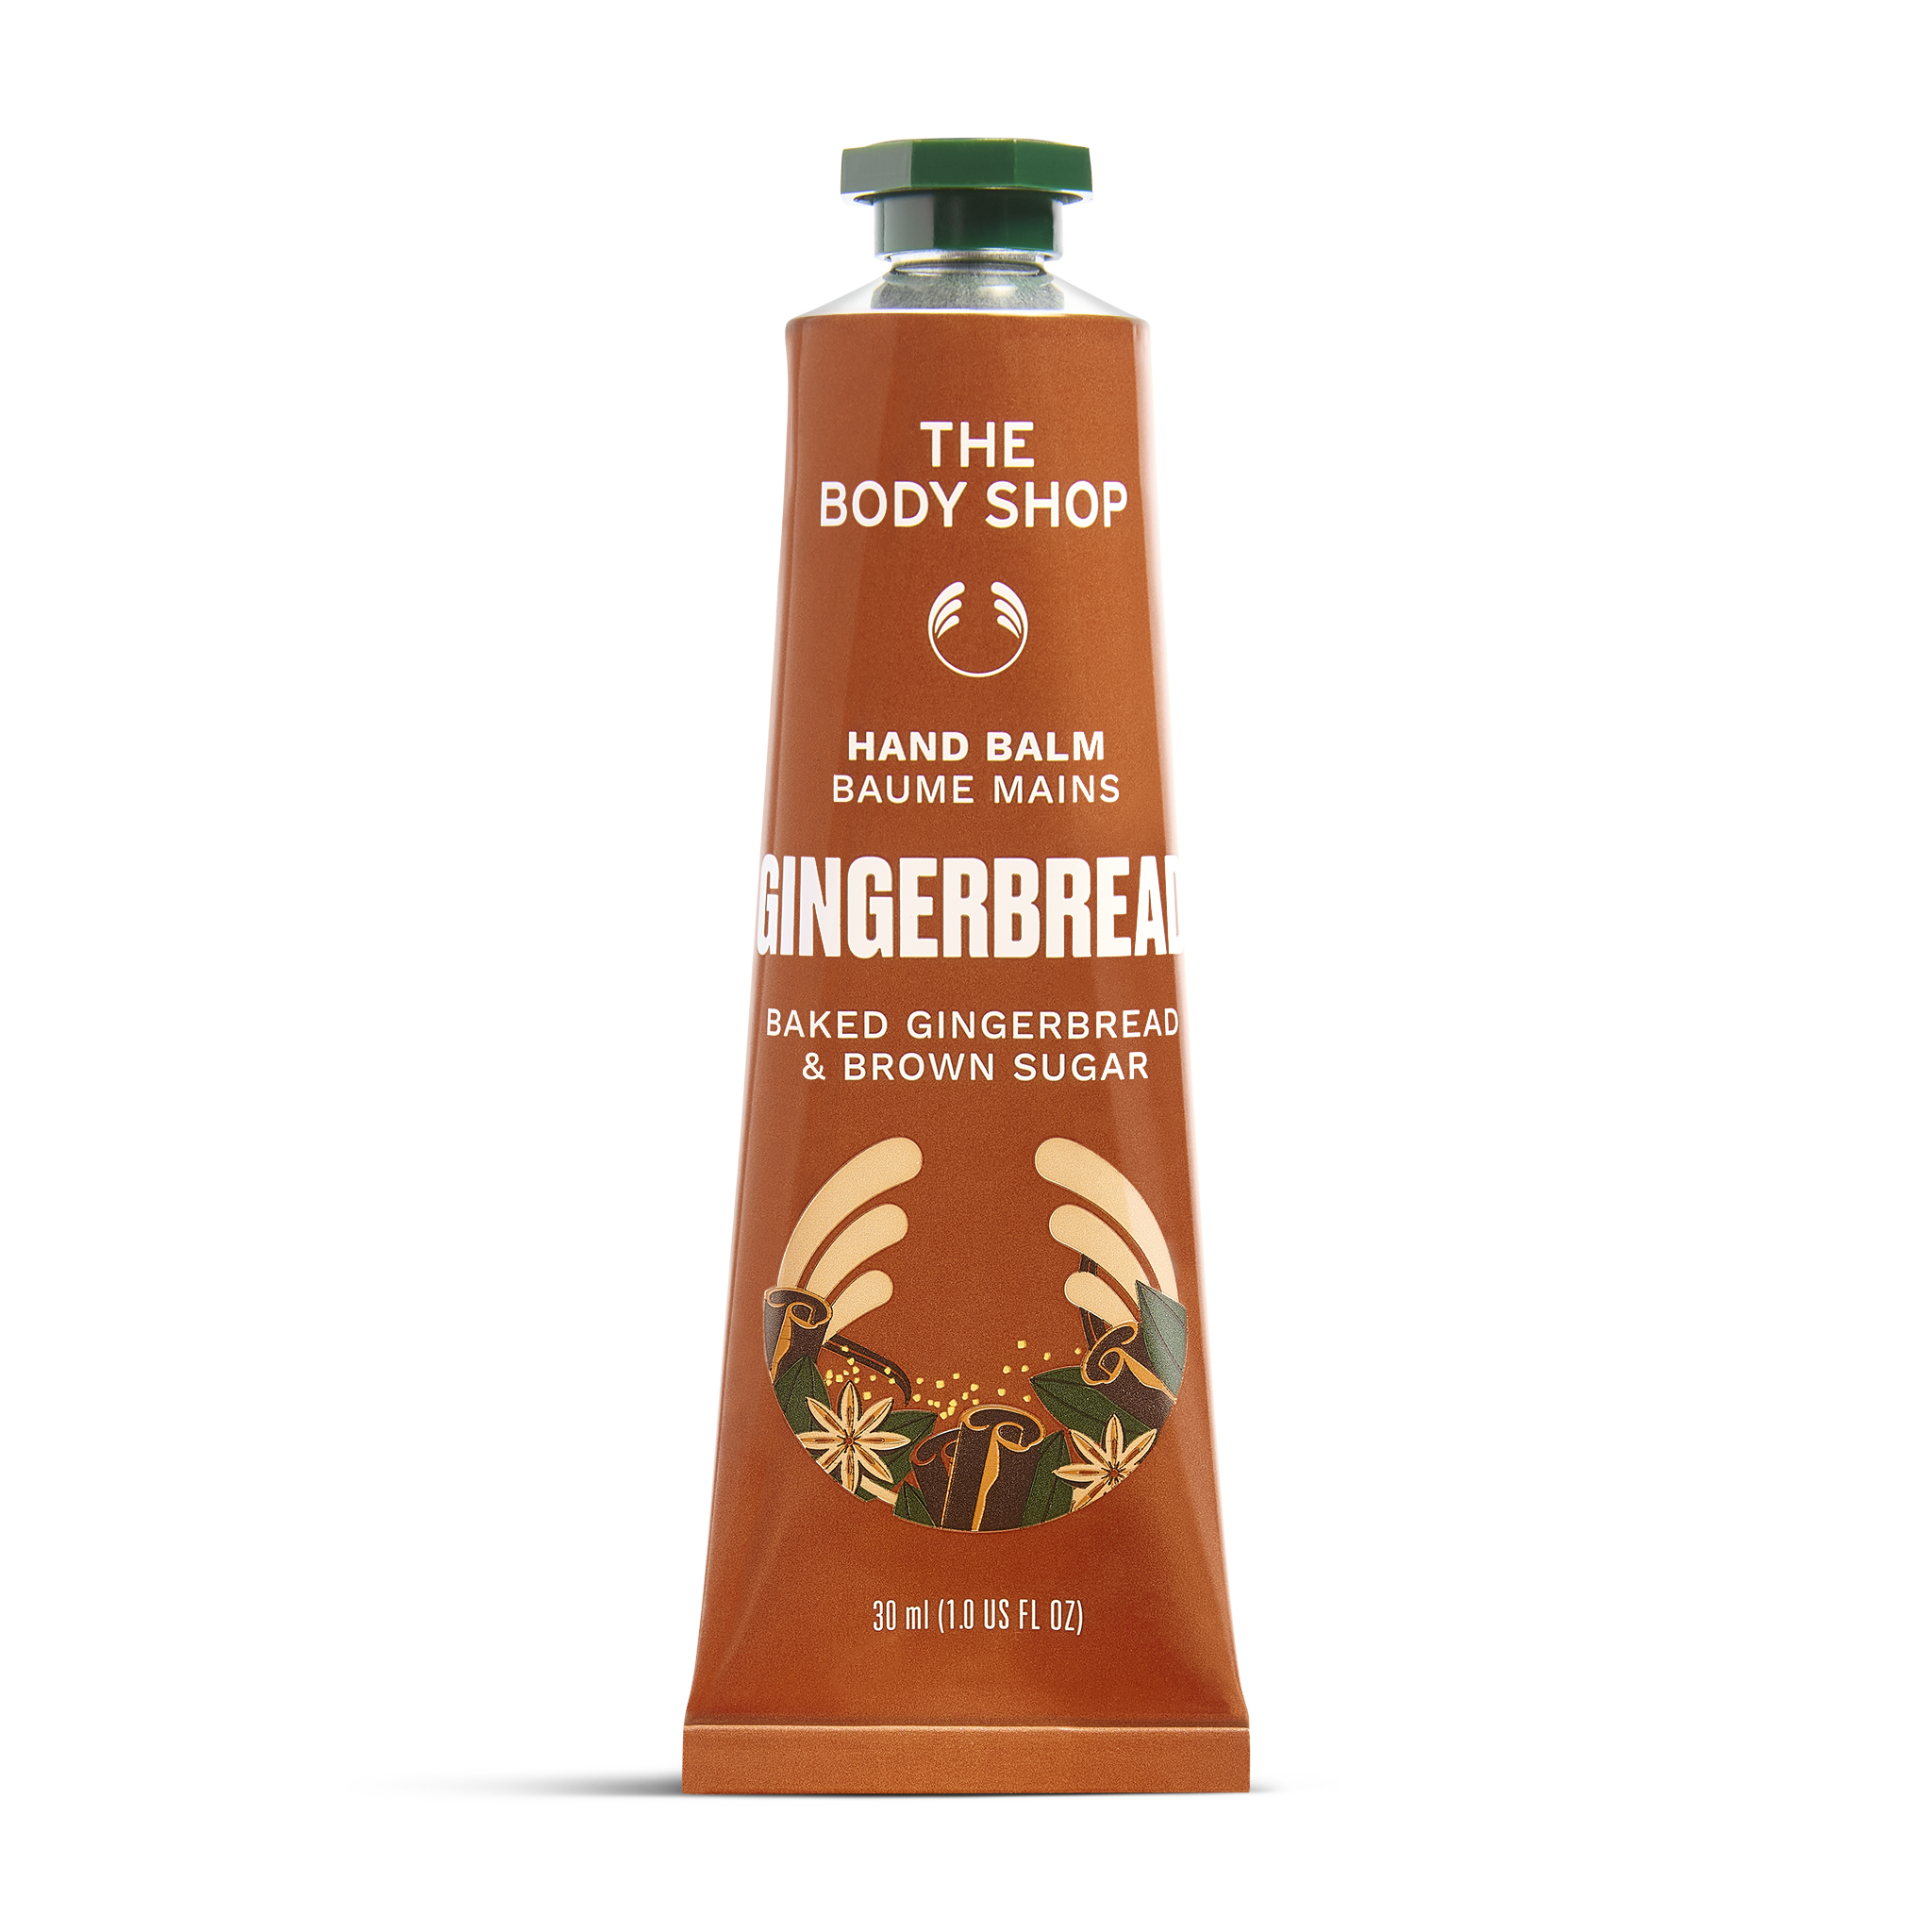 THE
BODY SHOP
HAND BALM
BAUME MAINS
GINGERBREAD
BAKED GINGERBREAD
& BROWN SUGAR
30 ml (1.0 US FL OZ)